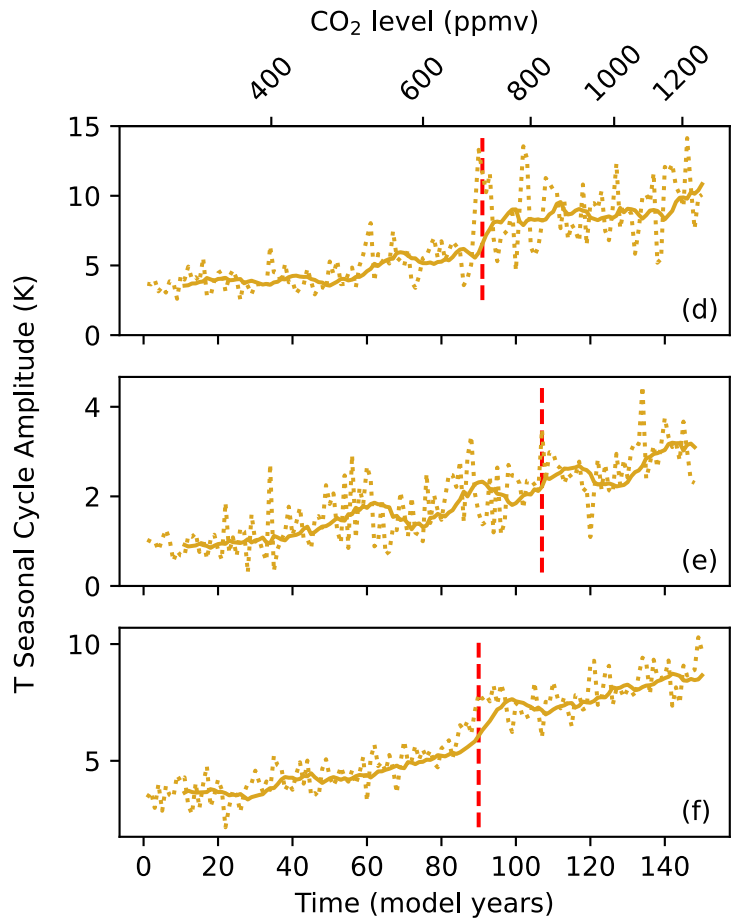 CO₂ level (ppmv)
400 600 800 1000 1200
T Seasonal Cycle Amplitude (K)
15
10
5
0
(d)
4
2
0
(e)
10
5
(f)
0 20 40 60 80 100 120 140
Time (model years)